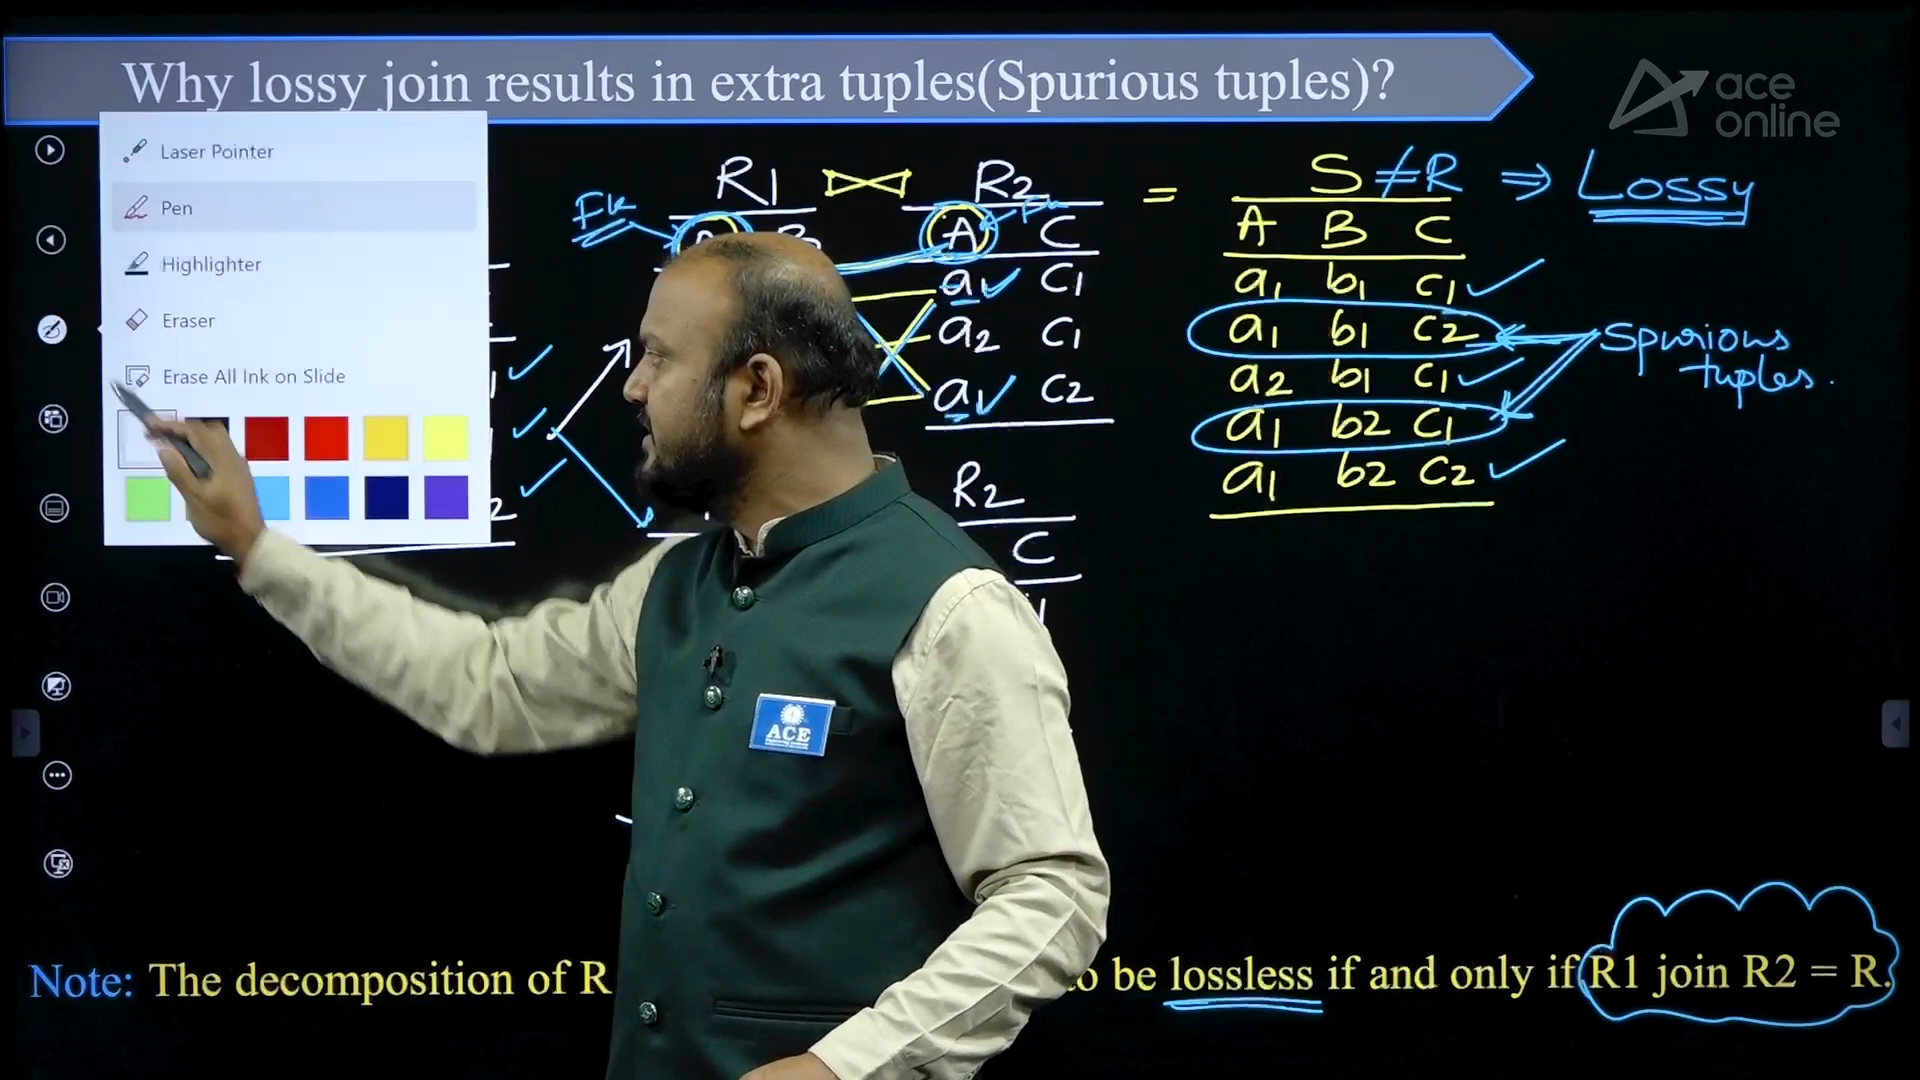 Why lossy join results in extra tuples(Spurious tuples)?
ace
online
Laser Pointer
Pen
Highlighter
Eraser
Erase All Ink on Slide
R1 ⋈ R2 = S ≠ R ⇒ Lossy
FK
A C
a1 ✓ C1
a2 C1
a1 ✓ C2
A B C
a1 b1 C1 ✓
a1 b1 C2
a2 b1 C1 ✓
a1 b2 C1
a1 b2 C2 ✓
Spurious
tuples.
R2
C
ACE
Note: The decomposition of R
to be lossless if and only if R1 join R2 = R.